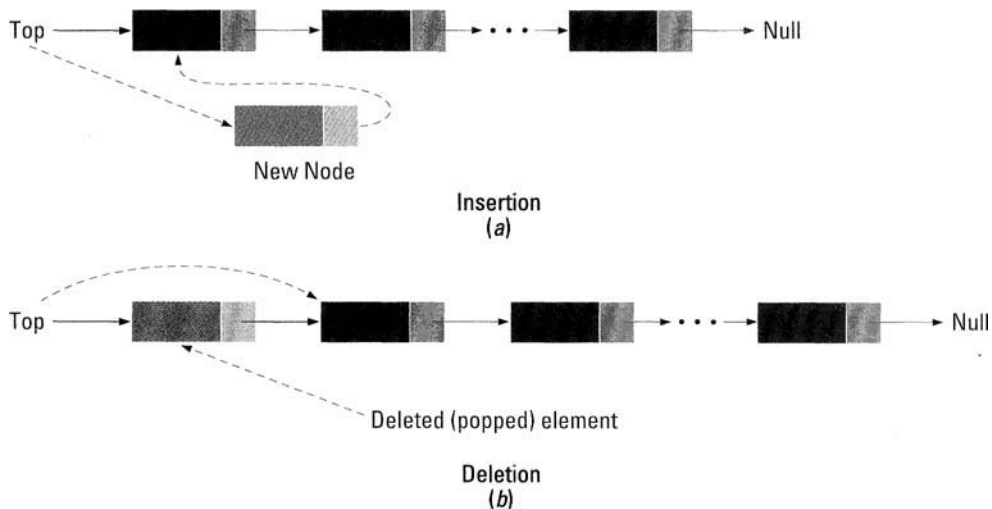 Top
Null
New Node
Insertion
(a)
Top
Null
Deleted (popped) element
Deletion
(b)